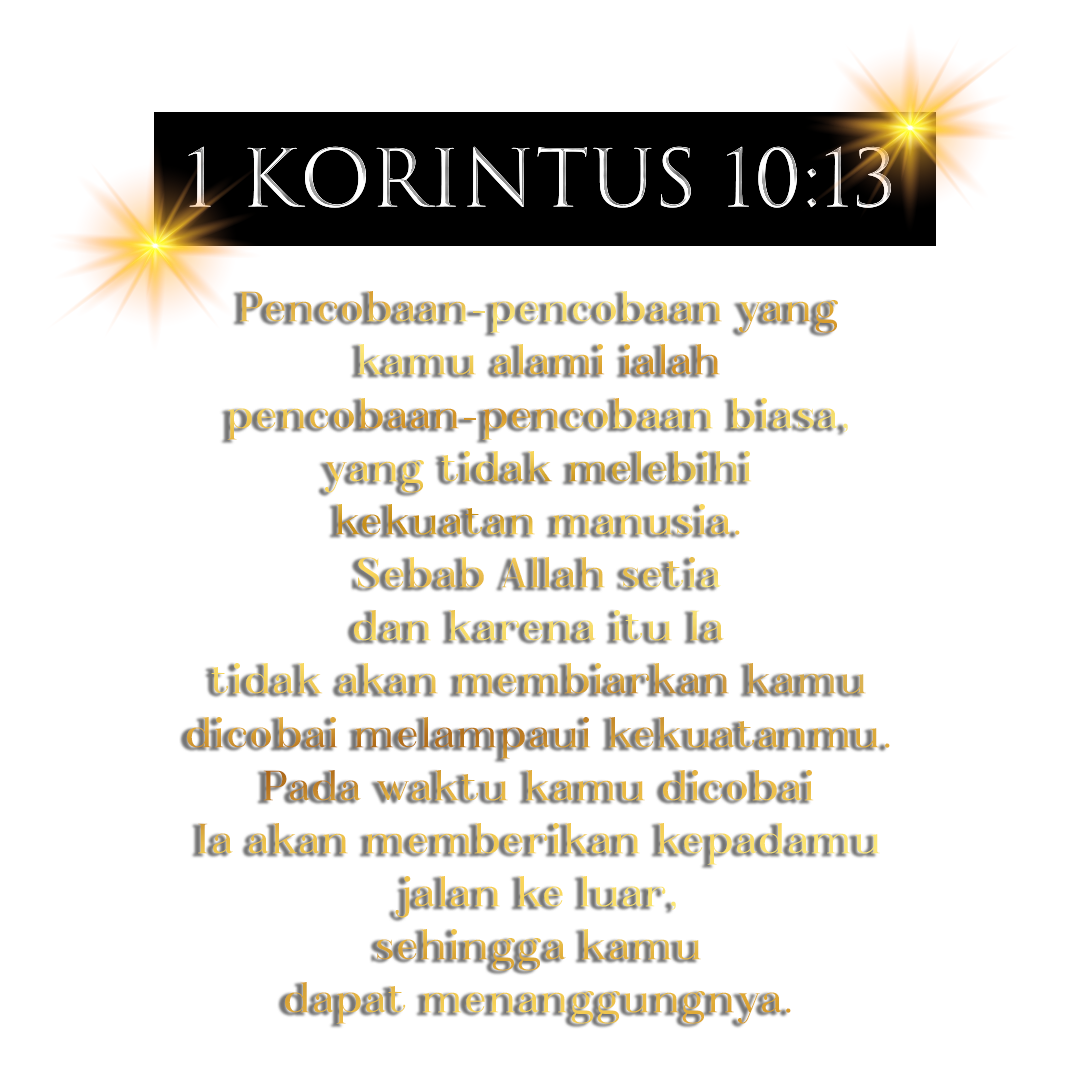 1 KORINTUS 10:13
Pencobaan-pencobaan yang
kamu alami ialah
pencobaan-pencobaan biasa,
yang tidak melebihi
kekuatan manusia.
Sebab Allah setia
dan karena itu Ia
tidak akan membiarkan kamu
dicobai melampaui kekuatanmu.
Pada waktu kamu dicobai
Ia akan memberikan kepadamu
jalan ke luar,
sehingga kamu
dapat menanggungnya.